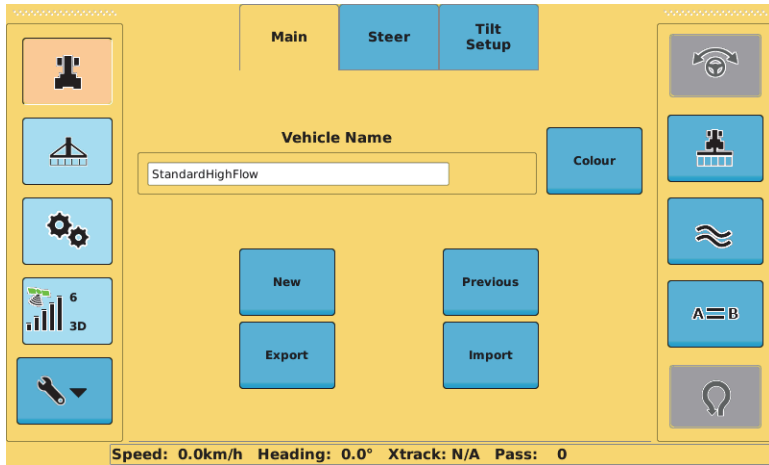 Main
Steer
Tilt
Setup
Vehicle Name
StandardHighFlow
Colour
New
Previous
Export
Import
6
3D
A B
Speed: 0.0km/h Heading: 0.0° Xtrack: N/A Pass: 0